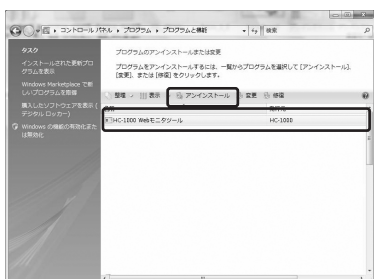 コントロール パネル ▸ プログラム ▸ プログラムと機能
検索
タスク
インストールされた更新プロ
グラムを表示
Windows Marketplace で新
しいプログラムを取得
購入したソフトウェアを表示 (
デジタル ロッカー)
Windows の機能の有効化また
は無効化
プログラムのアンインストールまたは変更
プログラムをアンインストールするには、一覧からプログラムを選択して [アンインストール]、
[変更]、または [修復] をクリックします。
整理 表示 アンインストール 変更 修復
HC-1000 Webモニタツール HC-1000